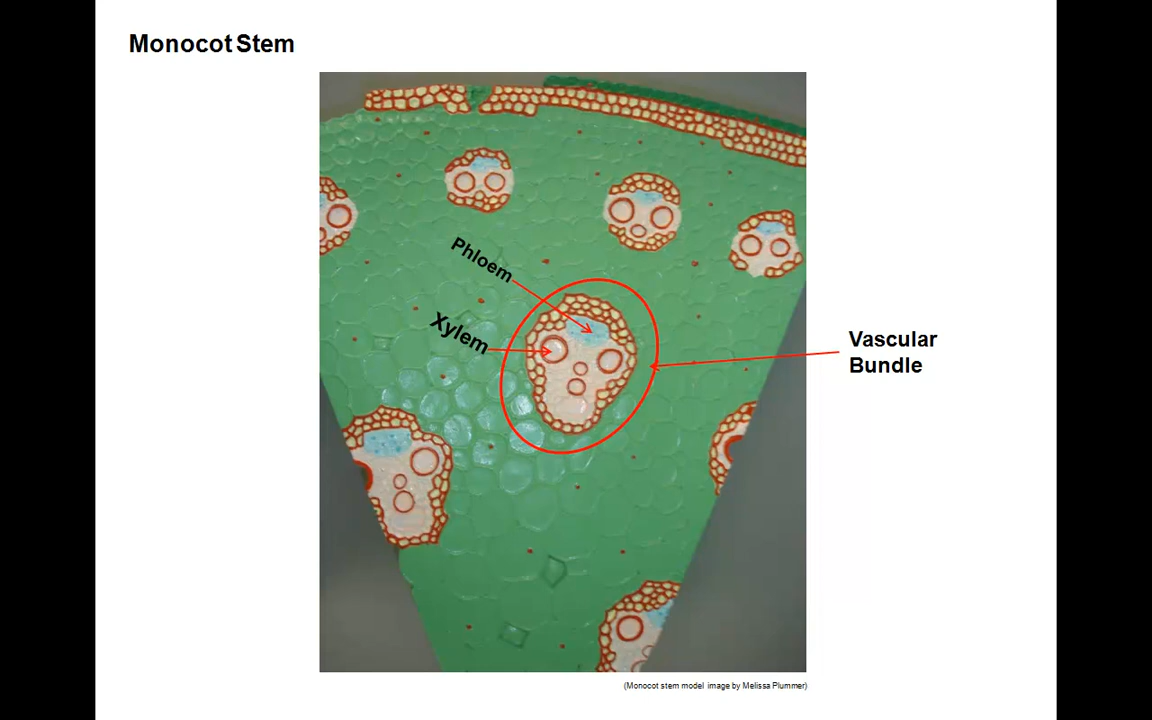 Monocot Stem
Phloem
Xylem
Vascular
Bundle
(Monocot stem model image by Melissa Plummer)